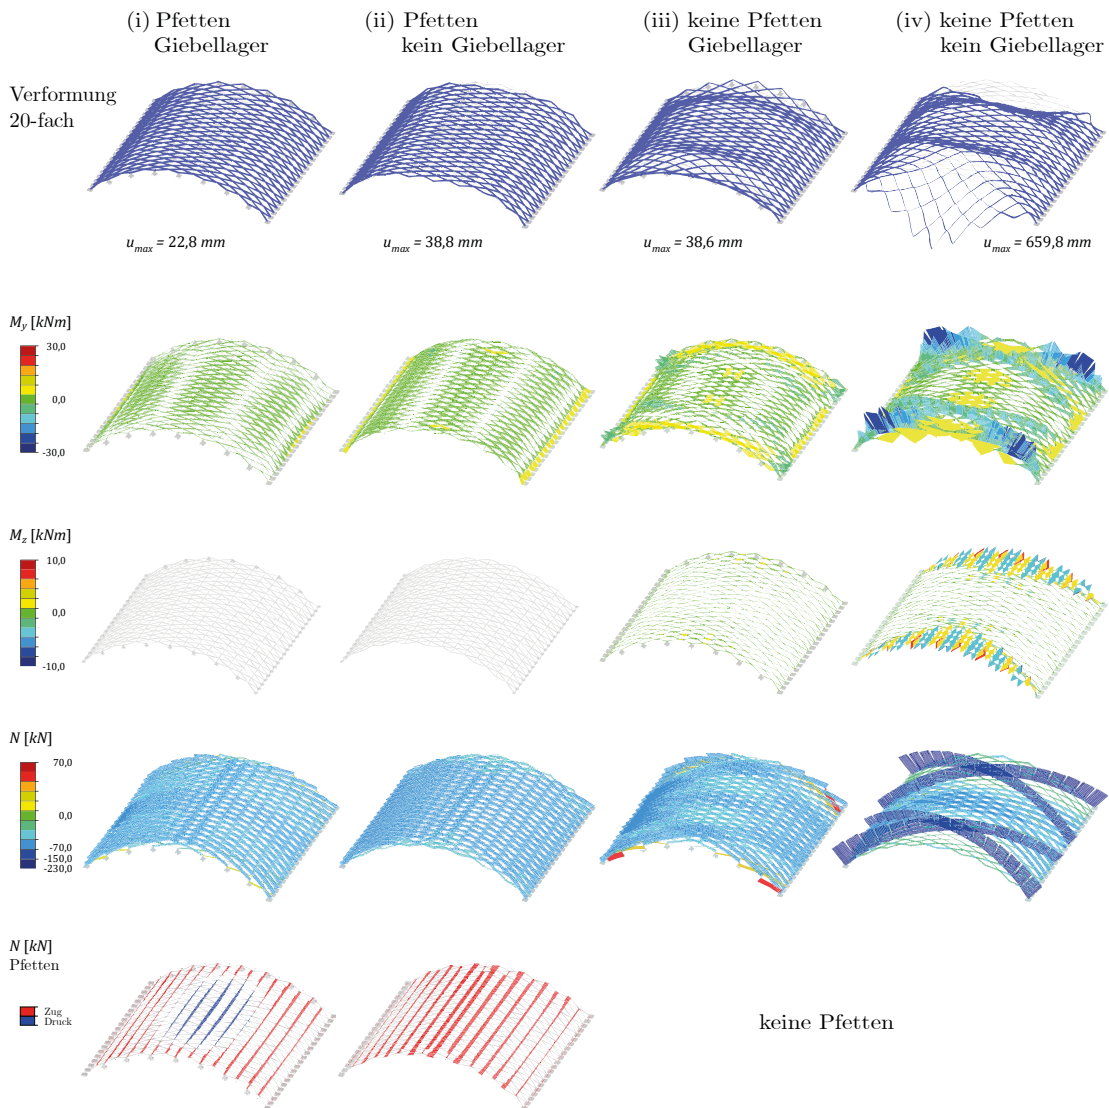 (i) Pfetten
Giebellager
(ii) Pfetten
kein Giebellager
(iii) keine Pfetten
Giebellager
(iv) keine Pfetten
kein Giebellager
Verformung
20-fach
u_max = 22,8 mm
u_max = 38,8 mm
u_max = 38,6 mm
u_max = 659,8 mm
M_y [kNm]
30,0
0,0
-30,0
M_z [kNm]
10,0
0,0
-10,0
N [kN]
70,0
0,0
-70,0
-150,0
-230,0
N [kN]
Pfetten
Zug
Druck
keine Pfetten